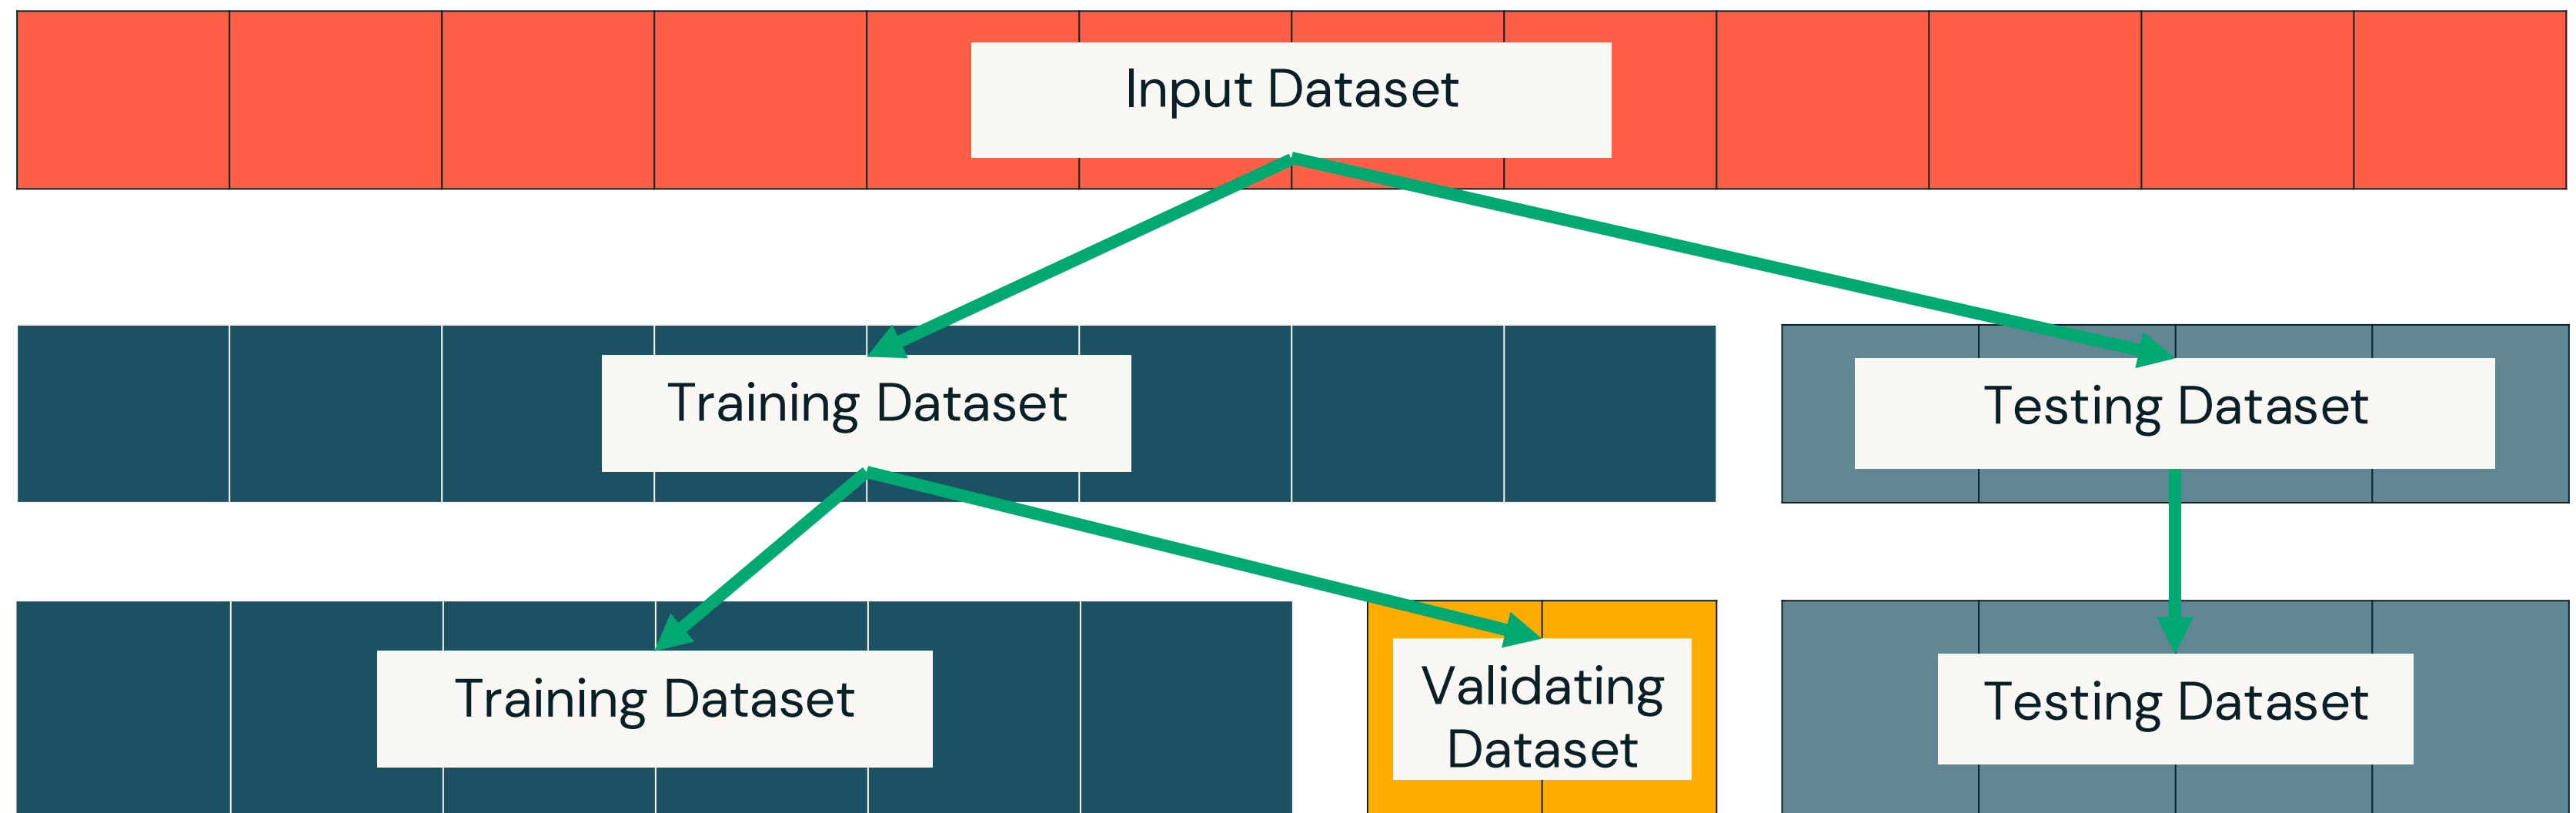 Input Dataset
Training Dataset
Testing Dataset
Training Dataset
Validating
Dataset
Testing Dataset